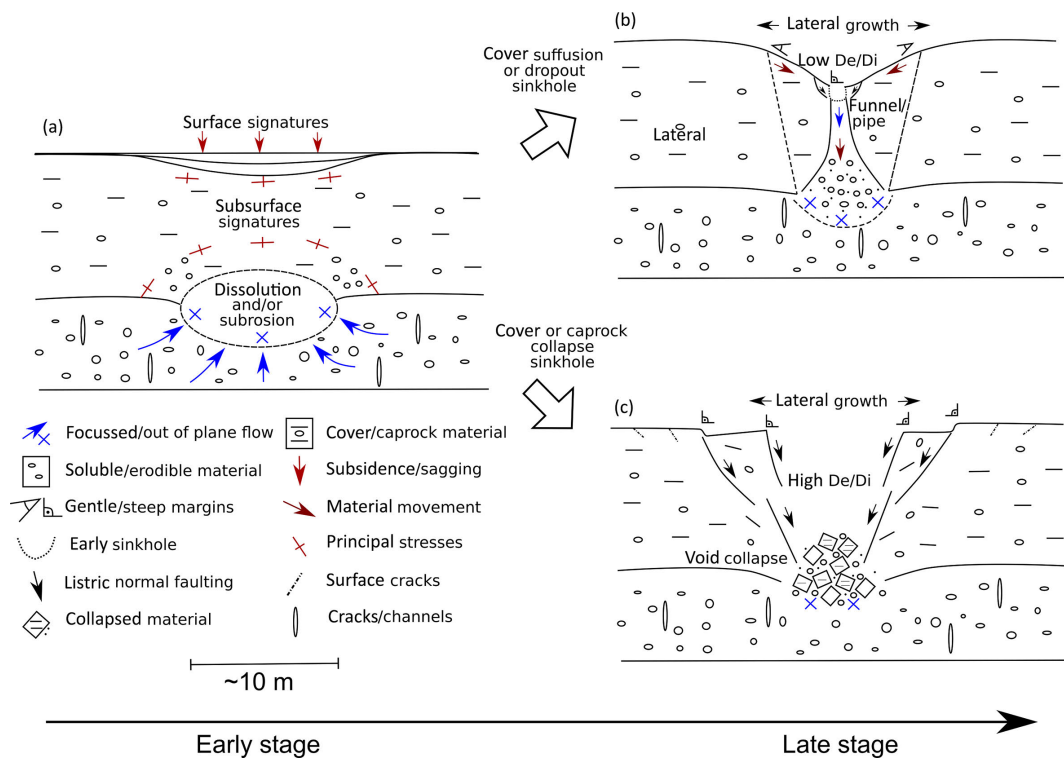 (a)
Surface signatures
Subsurface
signatures
Dissolution
and/or
subrosion
Cover suffusion
or dropout
sinkhole
(b)
Lateral growth
Low De/Di
Funnel/
pipe
Lateral
Cover or caprock
collapse
sinkhole
(c)
Lateral growth
High De/Di
Void collapse
Focussed/out of plane flow
Soluble/erodible material
Gentle/steep margins
Early sinkhole
Listric normal faulting
Collapsed material
Cover/caprock material
Subsidence/sagging
Material movement
Principal stresses
Surface cracks
Cracks/channels
~10 m
Early stage
Late stage